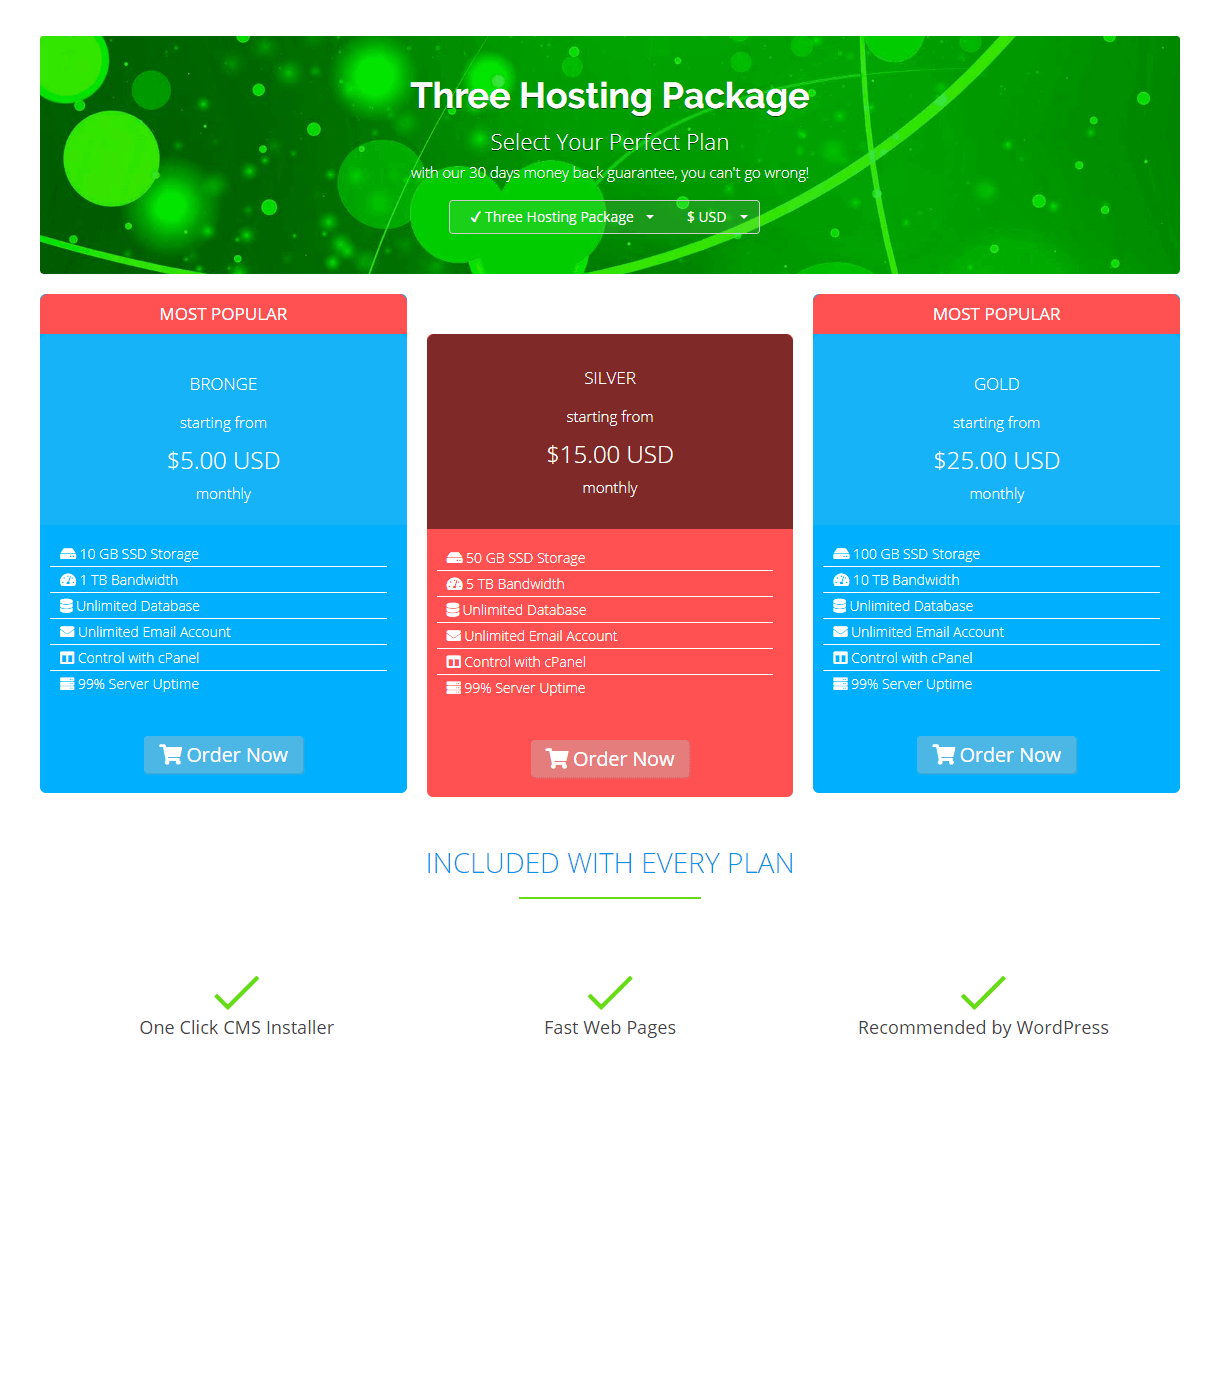 Three Hosting Package
Select Your Perfect Plan
with our 30 days money back guarantee, you can't go wrong!
✓ Three Hosting Package
$ USD
MOST POPULAR
BRONGE
starting from
$5.00 USD
monthly
10 GB SSD Storage
1 TB Bandwidth
Unlimited Database
Unlimited Email Account
Control with cPanel
99% Server Uptime
Order Now
SILVER
starting from
$15.00 USD
monthly
50 GB SSD Storage
5 TB Bandwidth
Unlimited Database
Unlimited Email Account
Control with cPanel
99% Server Uptime
Order Now
MOST POPULAR
GOLD
starting from
$25.00 USD
monthly
100 GB SSD Storage
10 TB Bandwidth
Unlimited Database
Unlimited Email Account
Control with cPanel
99% Server Uptime
Order Now
INCLUDED WITH EVERY PLAN
One Click CMS Installer
Fast Web Pages
Recommended by WordPress